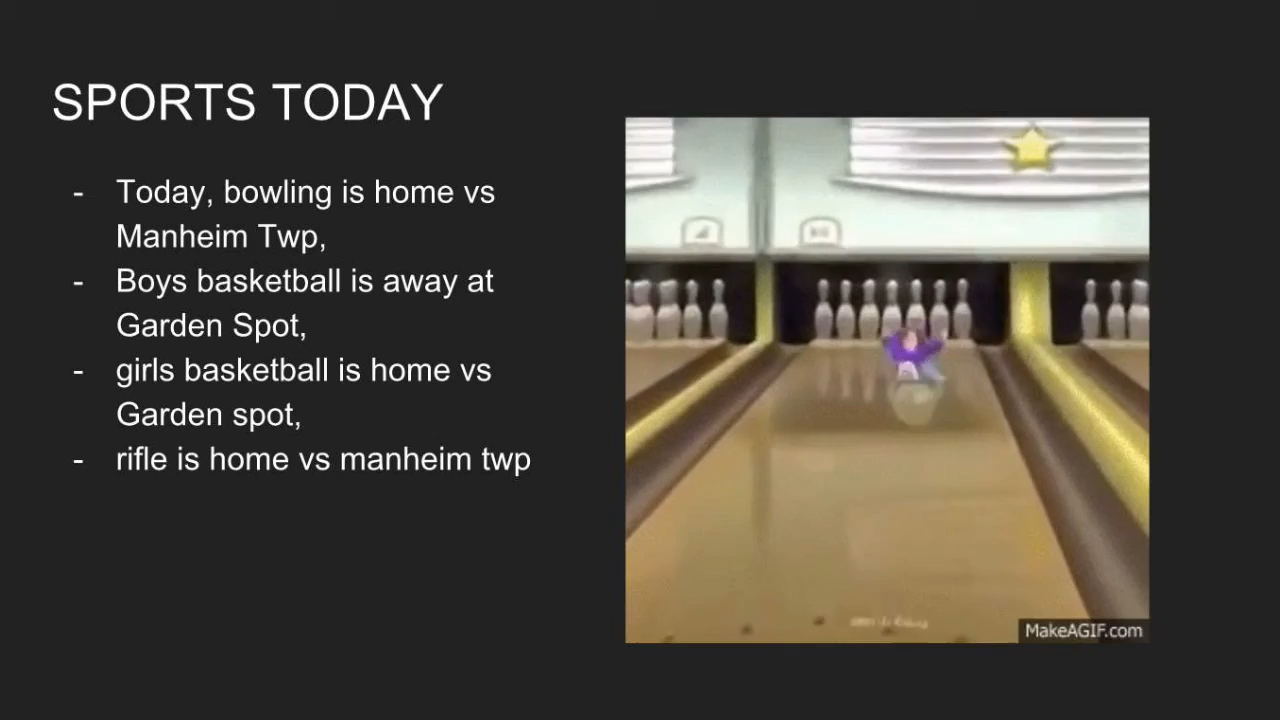 SPORTS TODAY
- Today, bowling is home vs
Manheim Twp,
- Boys basketball is away at
Garden Spot,
- girls basketball is home vs
Garden spot,
- rifle is home vs manheim twp
MakeAGIF.com